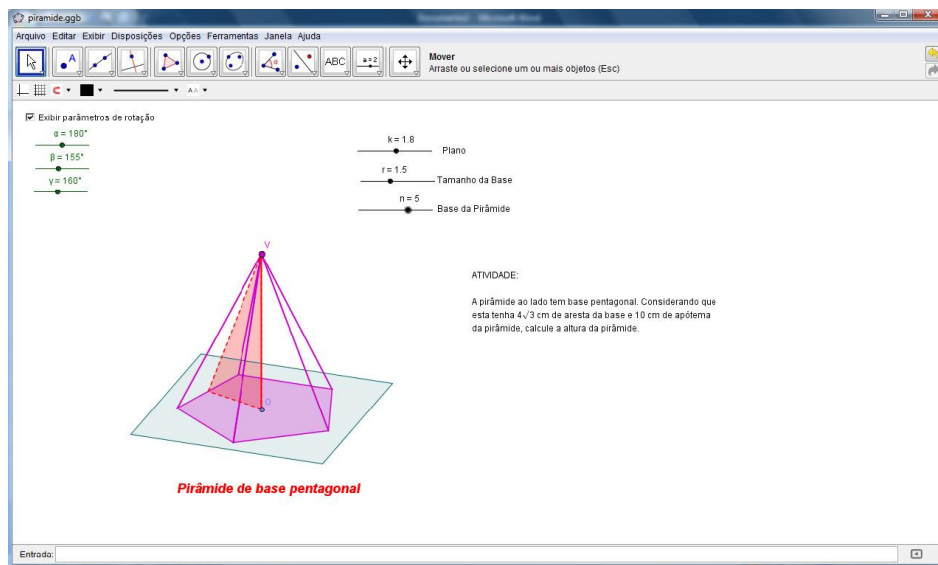 piramide.ggb
Arquivo Editar Exibir Disposições Opções Ferramentas Janela Ajuda
A
α
ABC
a=2
Mover
Arraste ou selecione um ou mais objetos (Esc)
A A
Exibir parâmetros de rotação
α = 180°
β = 155°
γ = 160°
k = 1.8
Plano
r = 1.5
Tamanho da Base
n = 5
Base da Pirâmide
V
O
ATIVIDADE:
A pirâmide ao lado tem base pentagonal. Considerando que
esta tenha 4√3 cm de aresta da base e 10 cm de apótema
da pirâmide, calcule a altura da pirâmide.
Pirâmide de base pentagonal
Entrada: